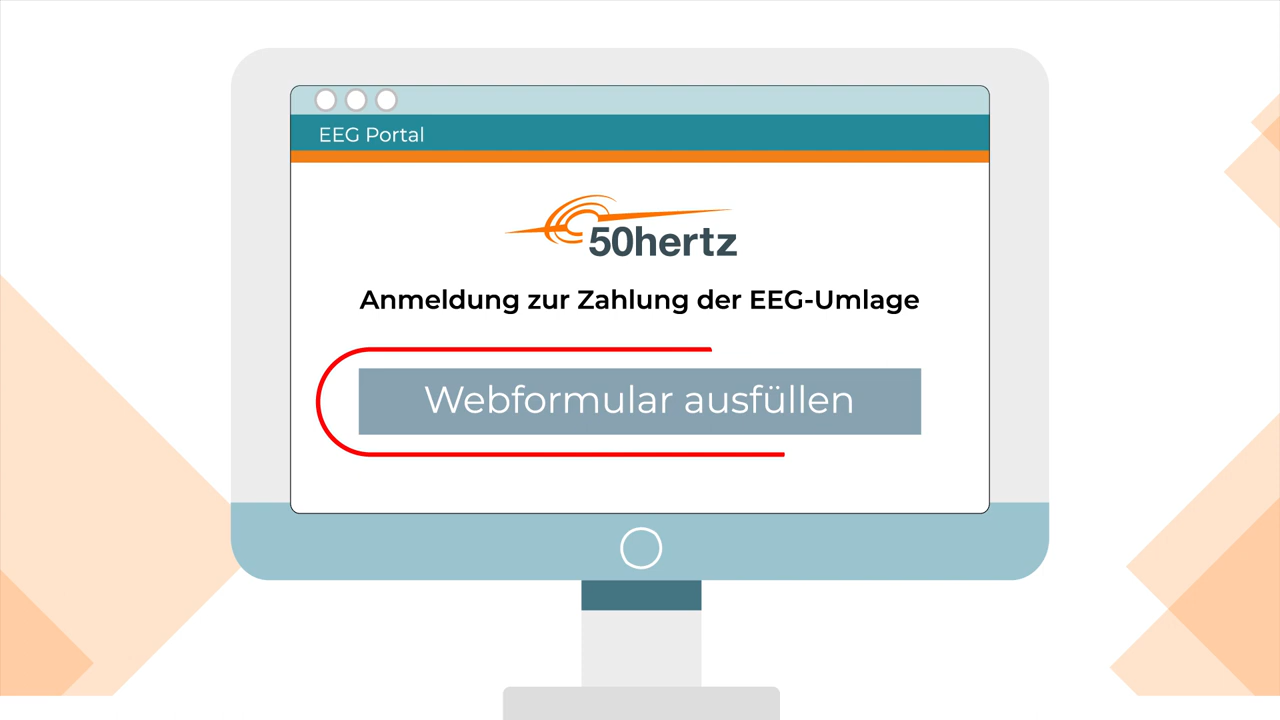 EEG Portal
50hertz
Anmeldung zur Zahlung der EEG-Umlage
Webformular ausfüllen